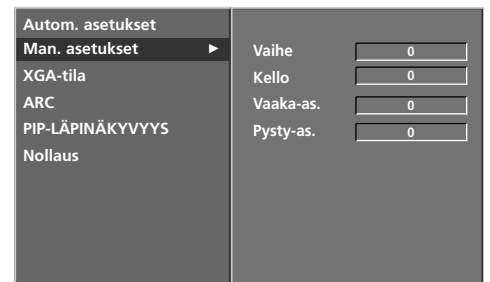 Autom. asetukset
Man. asetukset ►
XGA-tila
ARC
PIP-LÄPINÄKYVYYS
Nollaus
Vaihe 0
Kello 0
Vaaka-as. 0
Pysty-as. 0